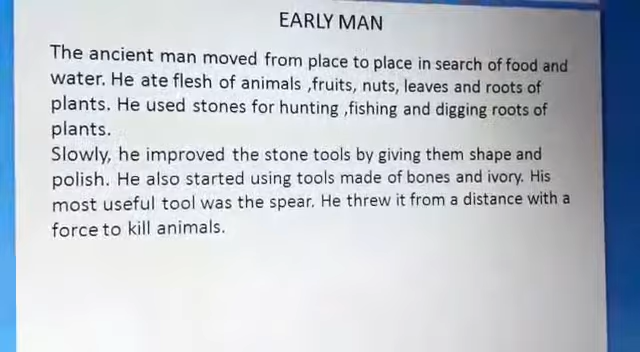 EARLY MAN
The ancient man moved from place to place in search of food and
water. He ate flesh of animals ,fruits, nuts, leaves and roots of
plants. He used stones for hunting ,fishing and digging roots of
plants.
Slowly, he improved the stone tools by giving them shape and
polish. He also started using tools made of bones and ivory. His
most useful tool was the spear. He threw it from a distance with a
force to kill animals.